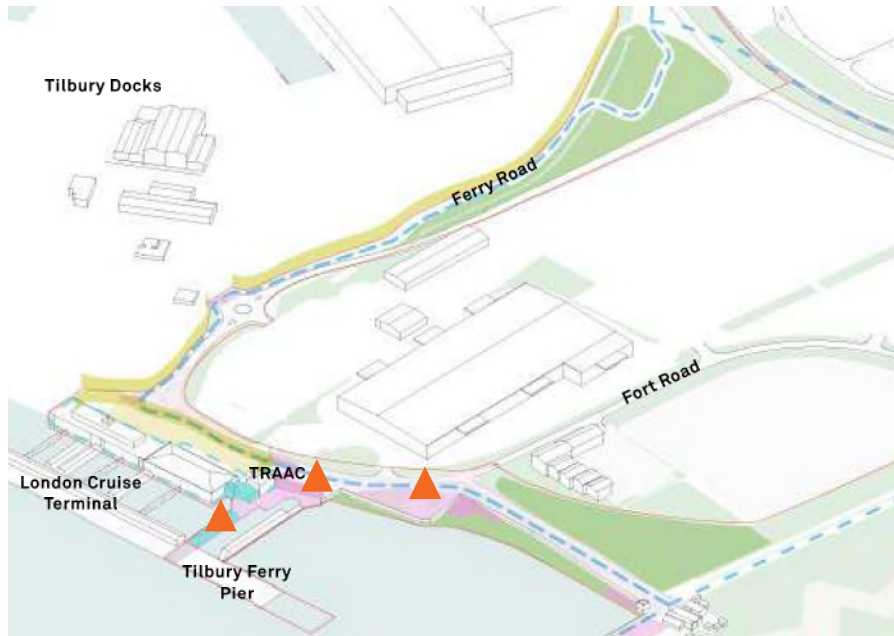 Tilbury Docks
Ferry Road
Fort Road
TRAAC
London Cruise
Terminal
Tilbury Ferry
Pier